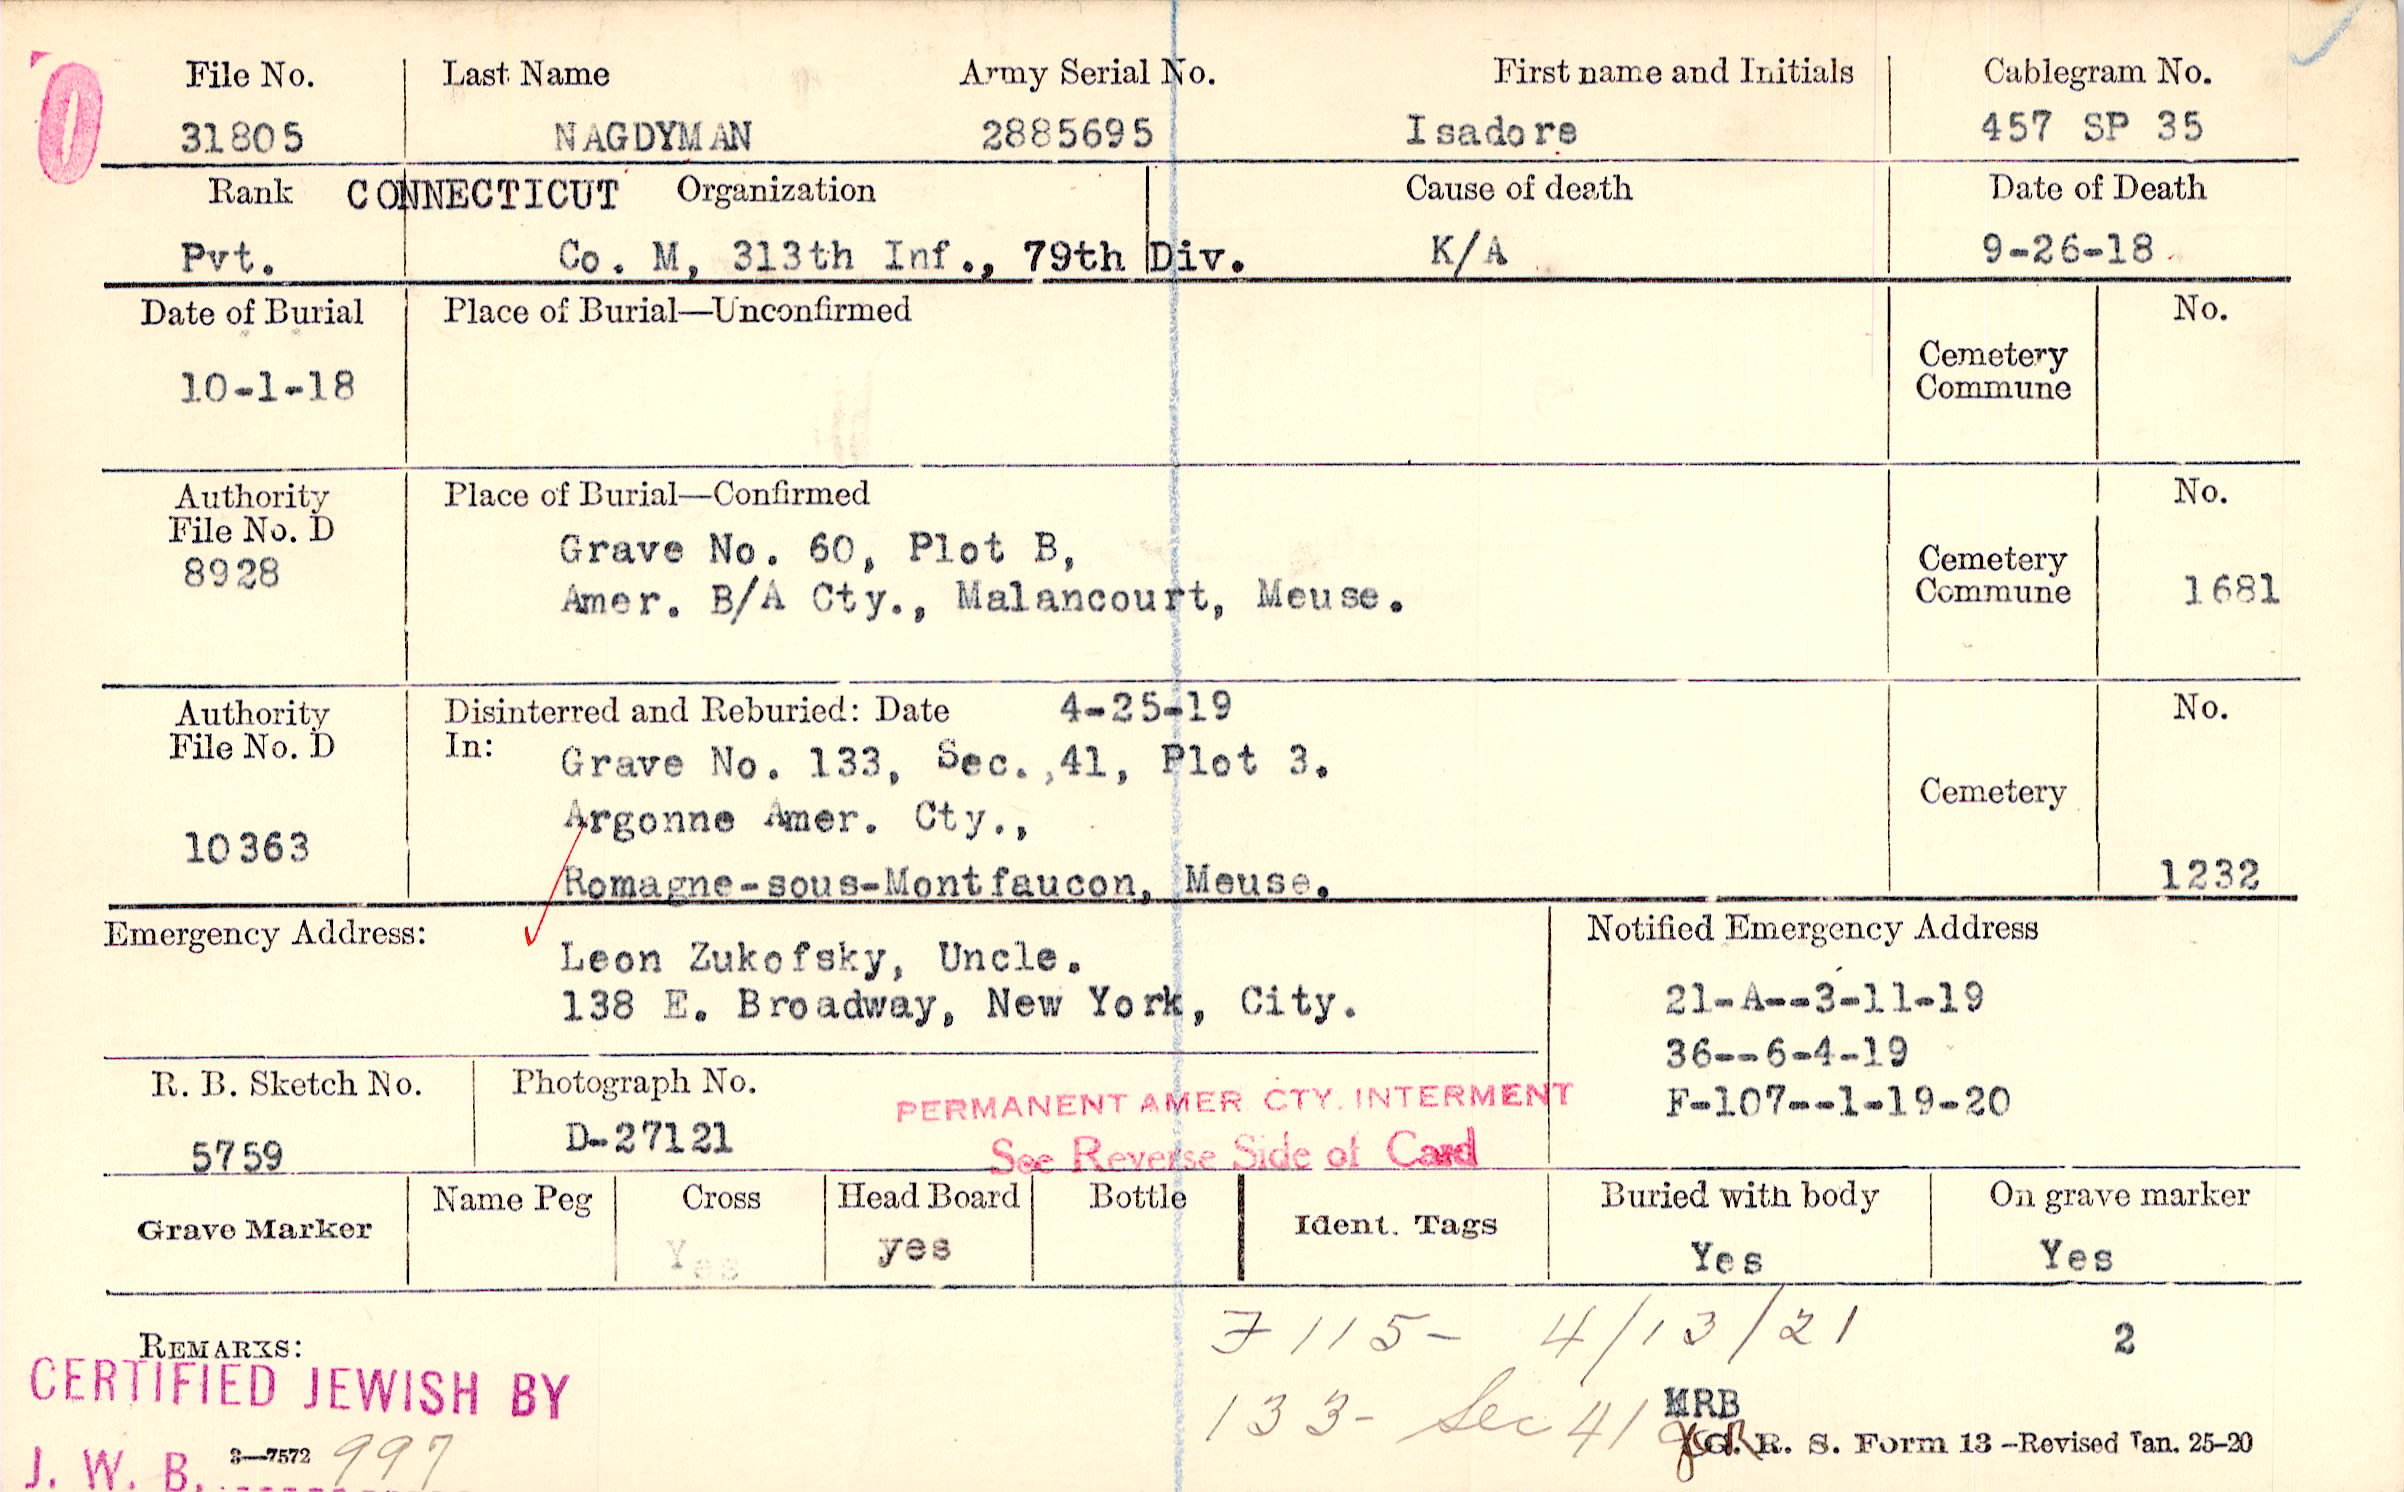 File No. Last Name Army Serial No. First name and Initials Cablegram No.
31805 NAGDYMAN 2885695 Isadore 457 SP 35
Rank CONNECTICUT Organization Cause of death Date of Death
Pvt. Co. M, 313th Inf., 79th Div. K/A 9-26-18
Date of Burial Place of Burial—Unconfirmed No.
Cemetery
Commune
10-1-18
Authority Place of Burial—Confirmed No.
File No. D
8928 Grave No. 60, Plot B, Cemetery
Amer. B/A Cty., Malancourt, Meuse. Commune 1681
Authority Disinterred and Reburied: Date 4-25-19 No.
File No. D In: Grave No. 133, Sec. ,41, Plot 3.
Argonne Amer. Cty., Cemetery
10363
Romagne-sous-Montfaucon, Meuse. 1232
Emergency Address: Notified Emergency Address
Leon Zukofsky, Uncle. 21-A--3-11-19
138 E. Broadway, New York, City. 36--6-4-19
R. B. Sketch No. Photograph No. PERMANENT AMER CTY. INTERMENT F-107--1-19-20
5759 D-27121 See Reverse Side of Card
Grave Marker Name Peg Cross Head Board Bottle Ident. Tags Buried with body On grave marker
Yes yes Yes Yes
REMARKS: F 115- 4/13/21 2
CERTIFIED JEWISH BY 133- Sec 41 MRB
J. W. B. 3—7572 997 G. R. S. Form 13 –Revised Jan. 25-20